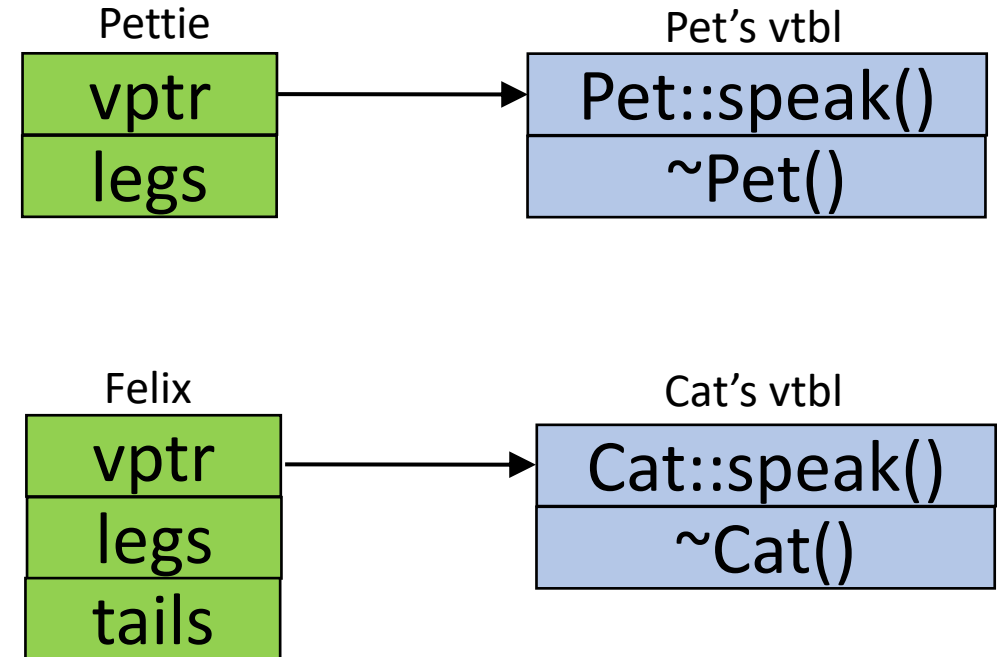 Pettie
Pet’s vtbl
vptr
Pet::speak()
legs
~Pet()
Felix
Cat’s vtbl
vptr
Cat::speak()
legs
~Cat()
tails